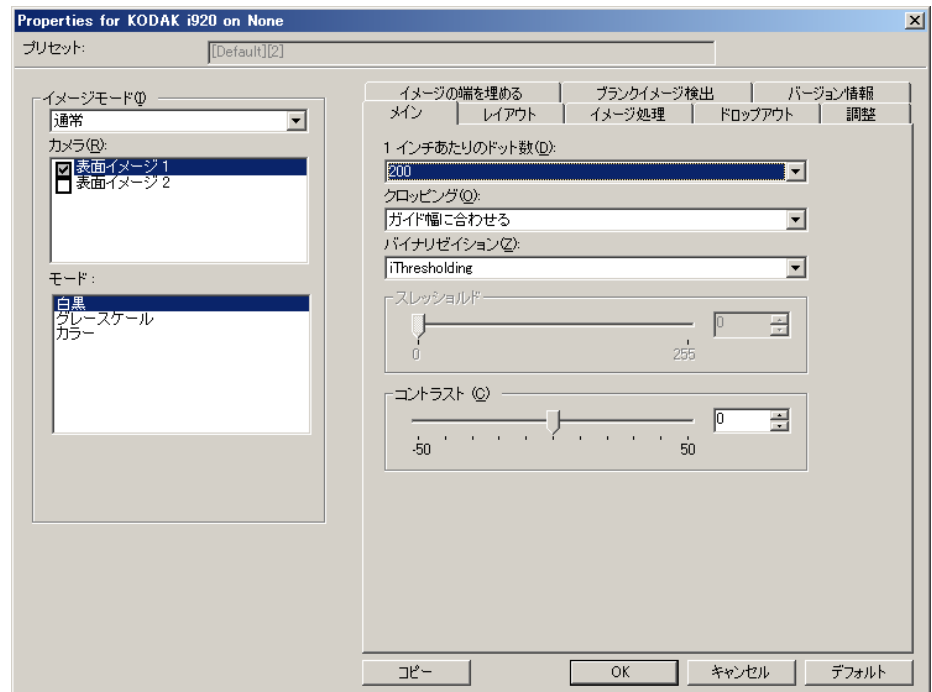 Properties for KODAK i920 on None
プリセット:
[Default][2]
イメージモード(I)
通常
カメラ(R):
表面イメージ 1
表面イメージ 2
モード:
白黒
グレースケール
カラー
イメージの端を埋める
ブランクイメージ検出
バージョン情報
メイン
レイアウト
イメージ処理
ドロップアウト
調整
1 インチあたりのドット数(D):
200
クロッピング(O):
ガイド幅に合わせる
バイナリゼイション(Z):
iThresholding
スレッショルド
0
0
255
コントラスト (C)
0
-50
50
コピー
OK
キャンセル
デフォルト